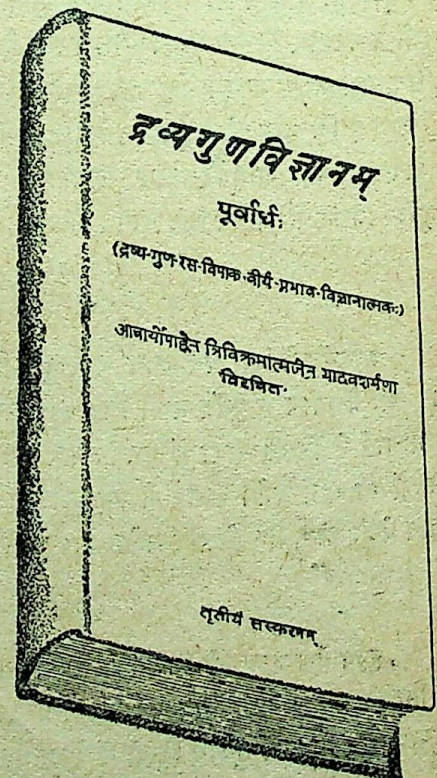 द्रव्यगुणविज्ञानम्
पूर्वार्धः
(द्रव्य-गुण-रस-विपाक-वीर्य-प्रभाव-विज्ञानात्मकः)
आचार्योपाह्वेन त्रिविक्रमात्मजेन यादवशर्मणा
विरचितः
तृतीयं संस्करणम्